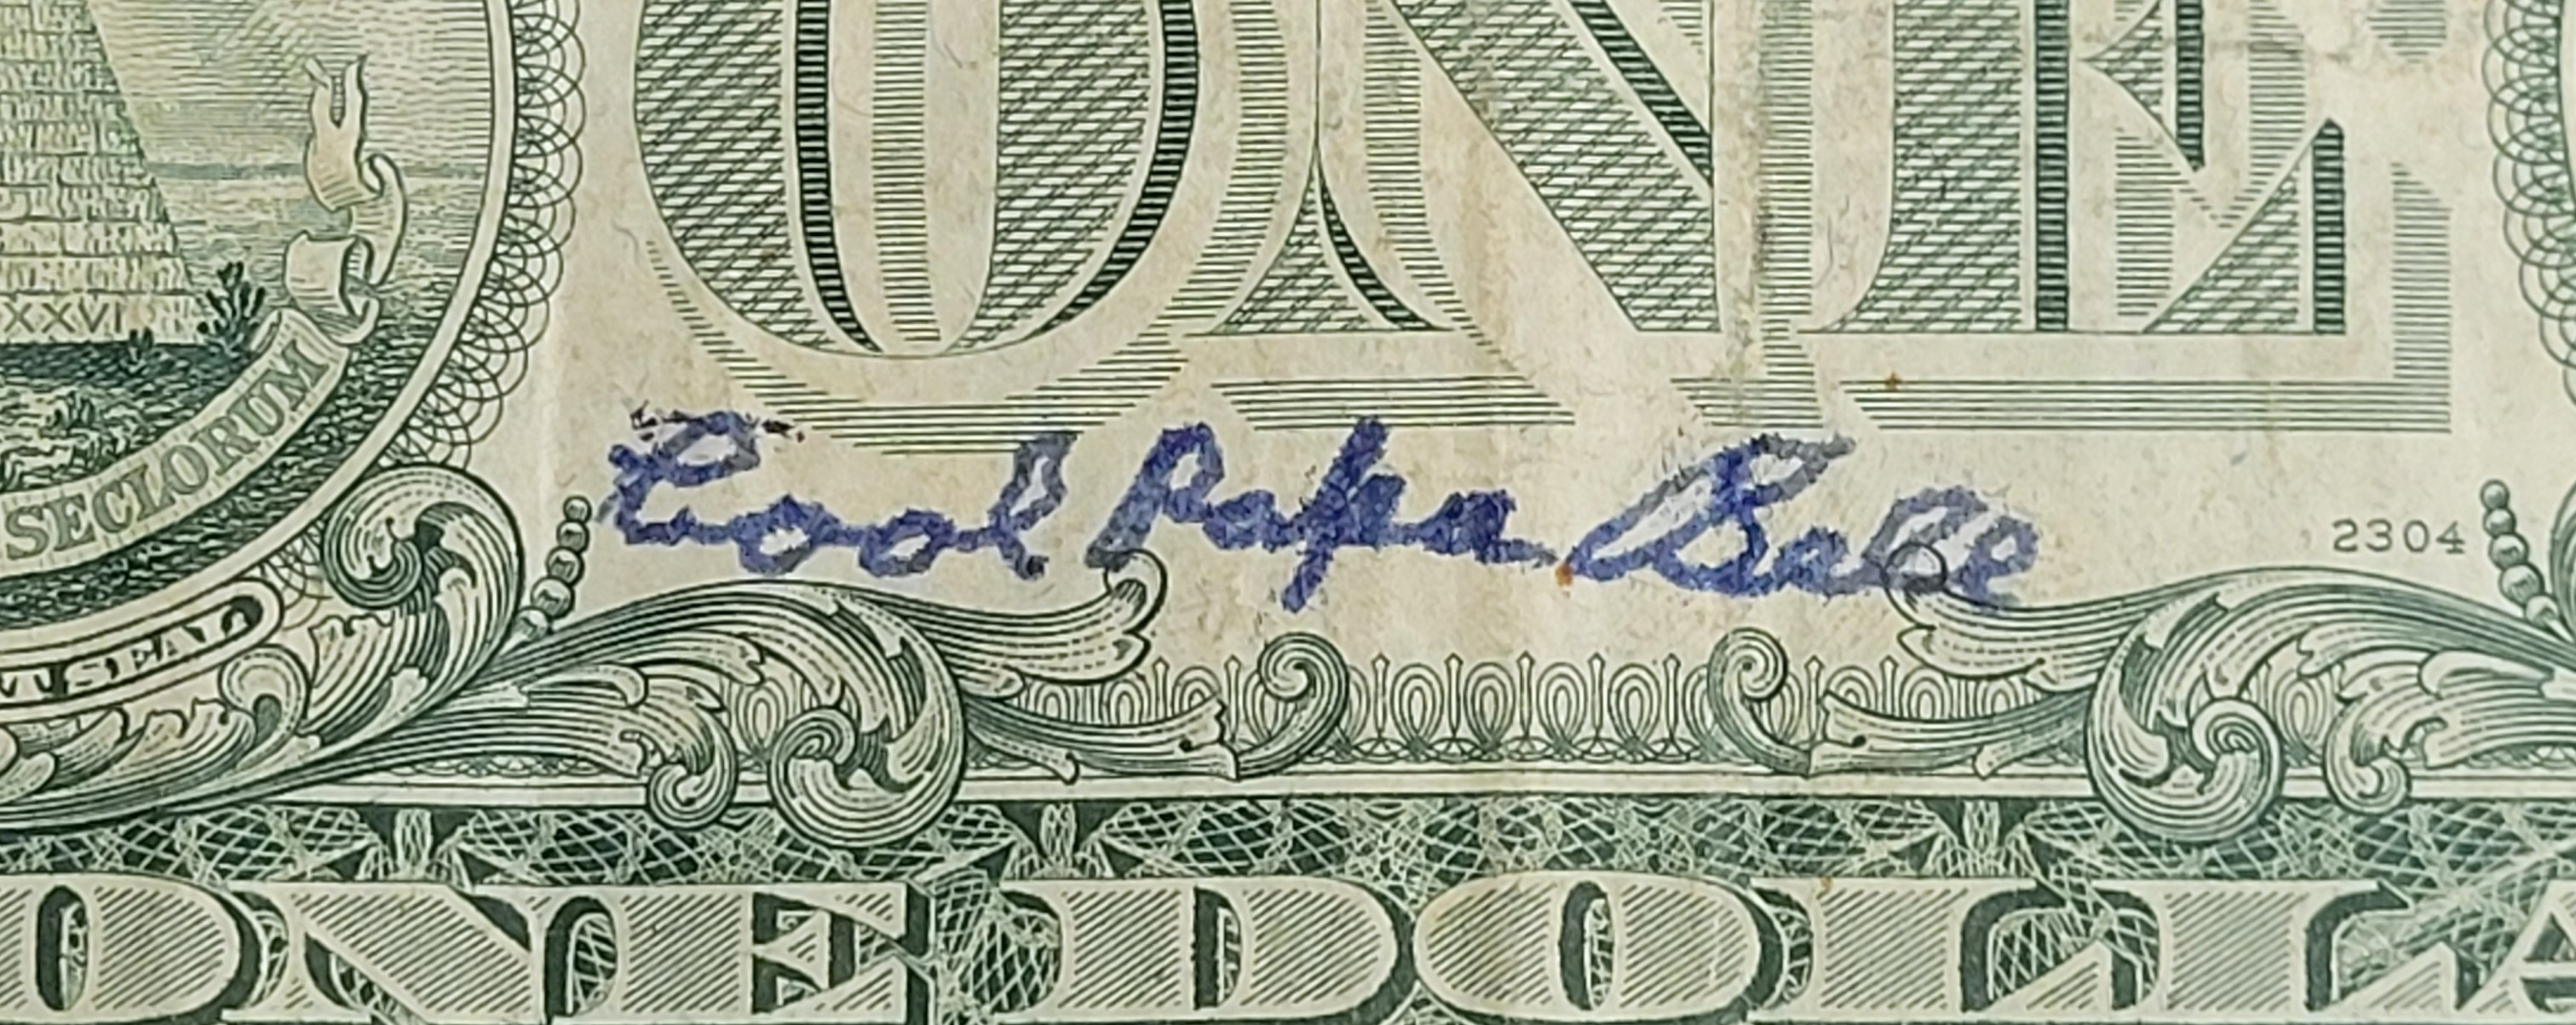 ONE
XXVI
SECLORUM
Cool Papa Bell
2304
T SEAL
ONE DOLLA